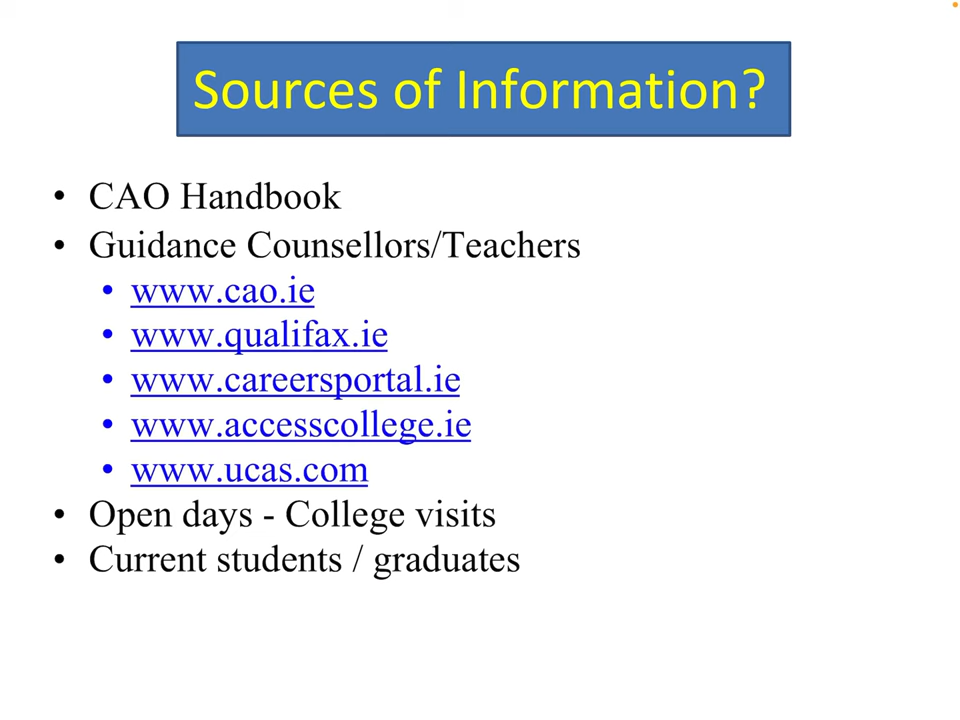 Sources of Information?
• CAO Handbook
• Guidance Counsellors/Teachers
• www.cao.ie
• www.qualifax.ie
• www.careersportal.ie
• www.accesscollege.ie
• www.ucas.com
• Open days - College visits
• Current students / graduates